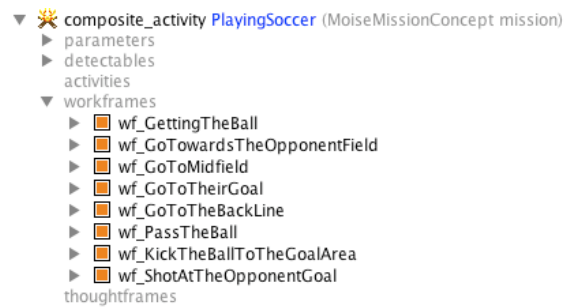 composite_activity PlayingSoccer (MoiseMissionConcept mission)
parameters
detectables
activities
workframes
wf_GettingTheBall
wf_GoTowardsTheOpponentField
wf_GoToMidfield
wf_GoToTheirGoal
wf_GoToTheBackLine
wf_PassTheBall
wf_KickTheBallToTheGoalArea
wf_ShotAtTheOpponentGoal
thoughtframes